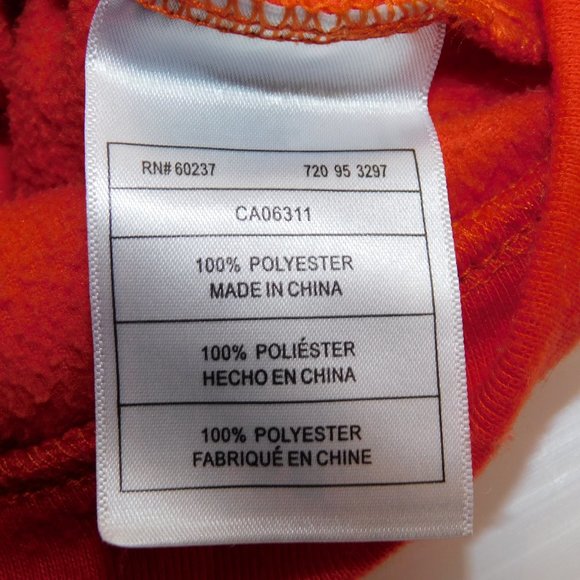 RN# 60237 720 95 3297
CA06311
100% POLYESTER
MADE IN CHINA
100% POLIÉSTER
HECHO EN CHINA
100% POLYESTER
FABRIQUÉ EN CHINE